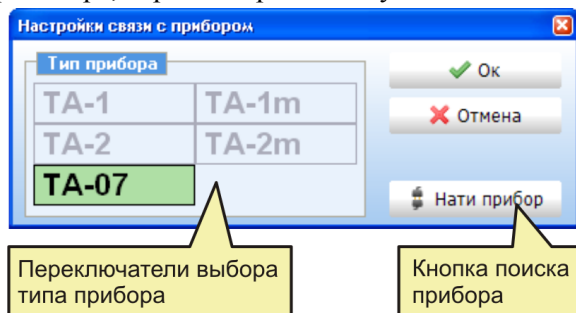 Настройки связи с прибором
Тип прибора
ТА-1
ТА-1m
ТА-2
ТА-2m
ТА-07
Ок
Отмена
Нати прибор
Переключатели выбора
типа прибора
Кнопка поиска
прибора